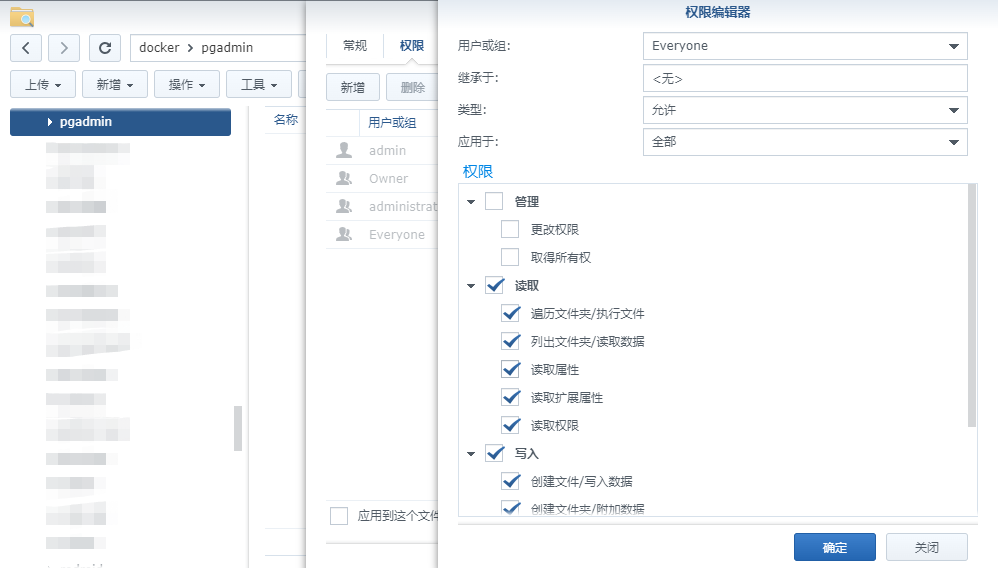 docker > pgadmin
上传
新增
操作
工具
pgadmin
名称
常规
权限
新增
删除
用户或组
admin
Owner
administrat
Everyone
应用到这个文件
权限编辑器
用户或组:
Everyone
继承于:
<无>
类型:
允许
应用于:
全部
权限
管理
更改权限
取得所有权
读取
遍历文件夹/执行文件
列出文件夹/读取数据
读取属性
读取扩展属性
读取权限
写入
创建文件/写入数据
创建文件夹/附加数据
确定
关闭